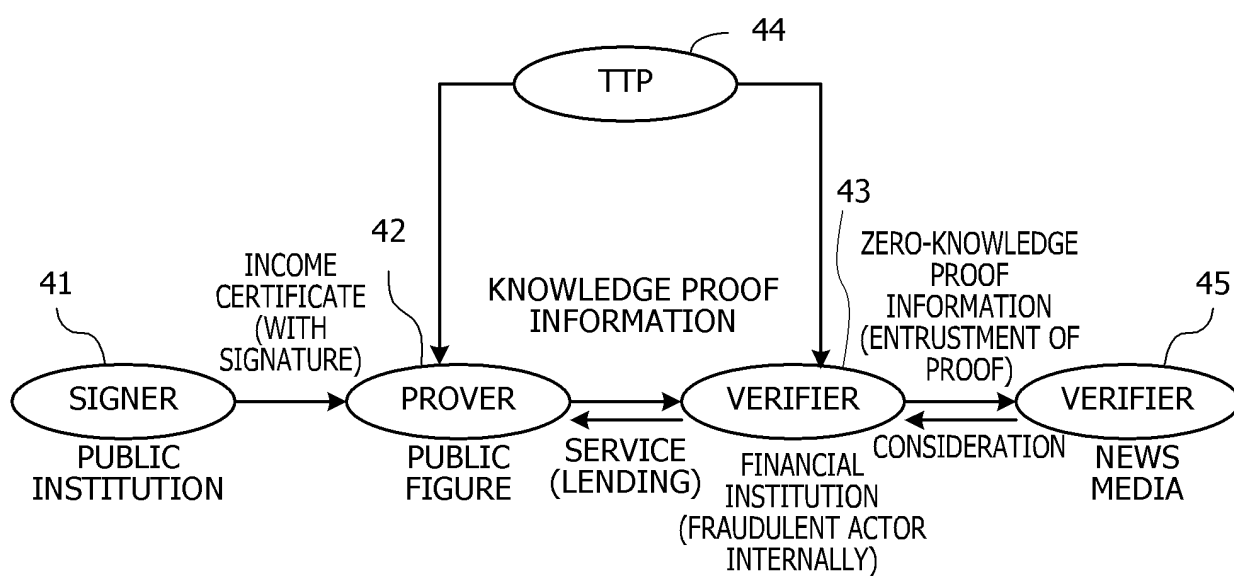 44
TTP
43
42
ZERO-KNOWLEDGE
PROOF
INFORMATION
(ENTRUSTMENT OF
PROOF)
INCOME
CERTIFICATE
(WITH
SIGNATURE)
KNOWLEDGE PROOF
INFORMATION
41
45
SIGNER
PROVER
VERIFIER
VERIFIER
PUBLIC
INSTITUTION
PUBLIC
FIGURE
SERVICE
(LENDING)
FINANCIAL
INSTITUTION
(FRAUDULENT ACTOR
INTERNALLY)
CONSIDERATION
NEWS
MEDIA